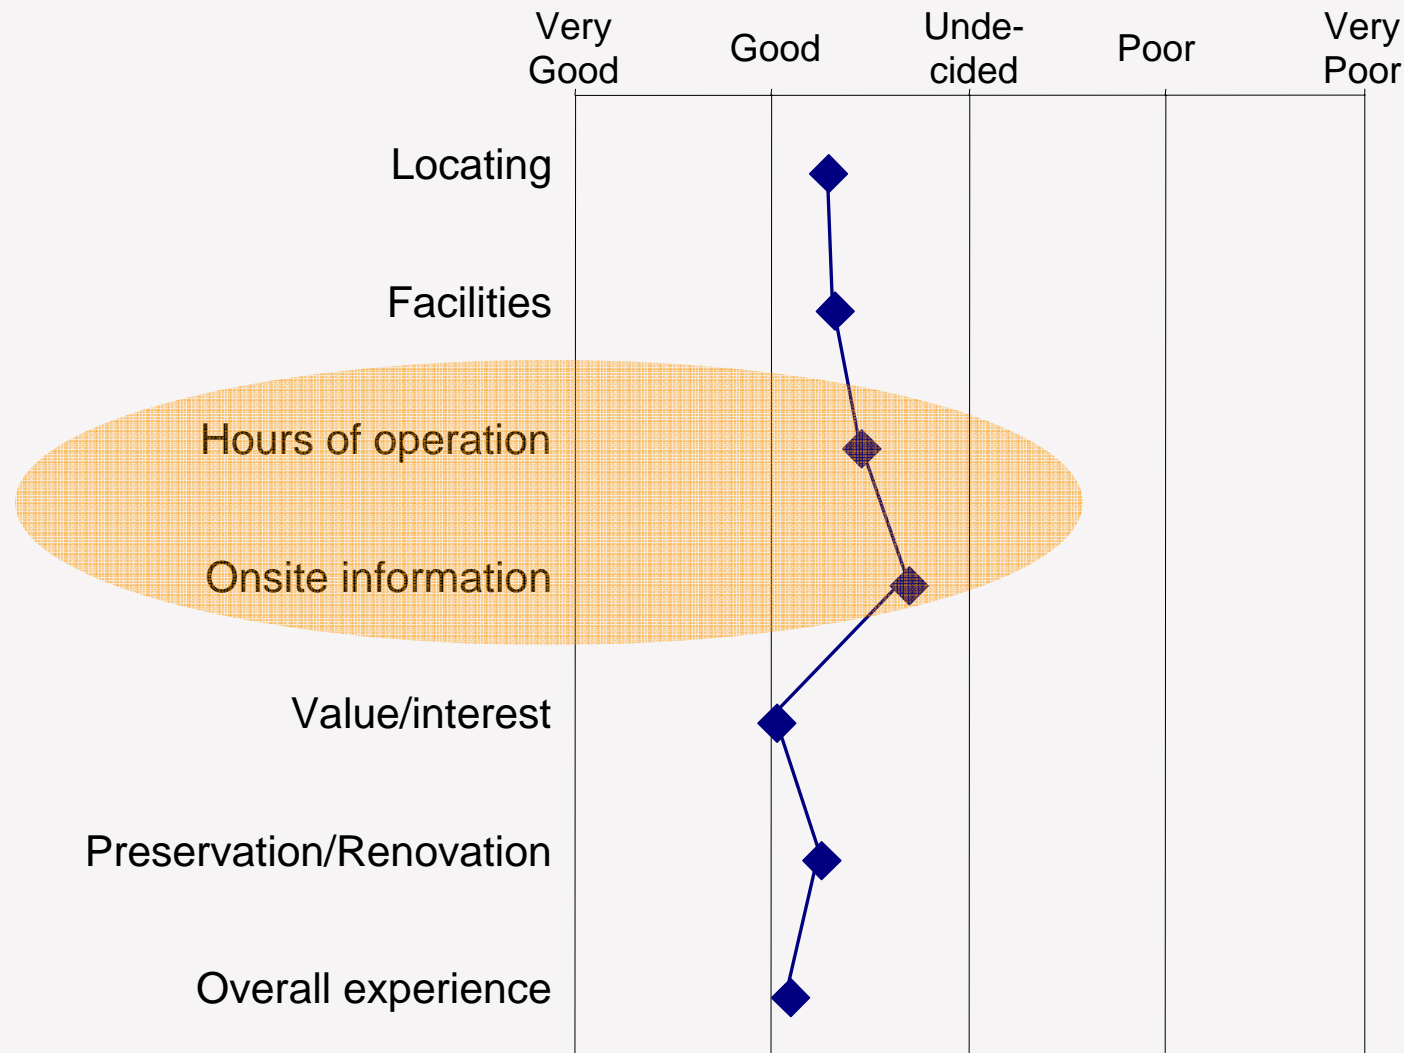 Very
Good
Good
Unde-
cided
Poor
Very
Poor
Locating
Facilities
Hours of operation
Onsite information
Value/interest
Preservation/Renovation
Overall experience